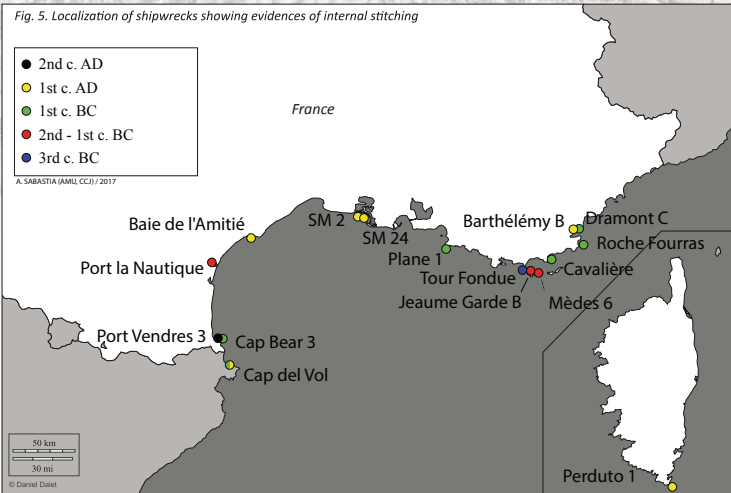 Fig. 5. Localization of shipwrecks showing evidences of internal stitching
2nd c. AD
1st c. AD
1st c. BC
2nd - 1st c. BC
3rd c. BC
A. SABASTIA (AMU, CCJ) / 2017
France
Baie de l'Amitié
SM 2
SM 24
Barthélémy B
Dramont C
Roche Fourras
Plane 1
Port la Nautique
Tour Fondue
Cavalière
Jeaume Garde B
Mèdes 6
Port Vendres 3
Cap Bear 3
Cap del Vol
50 km
30 mi
© Daniel Dalet
Perduto 1